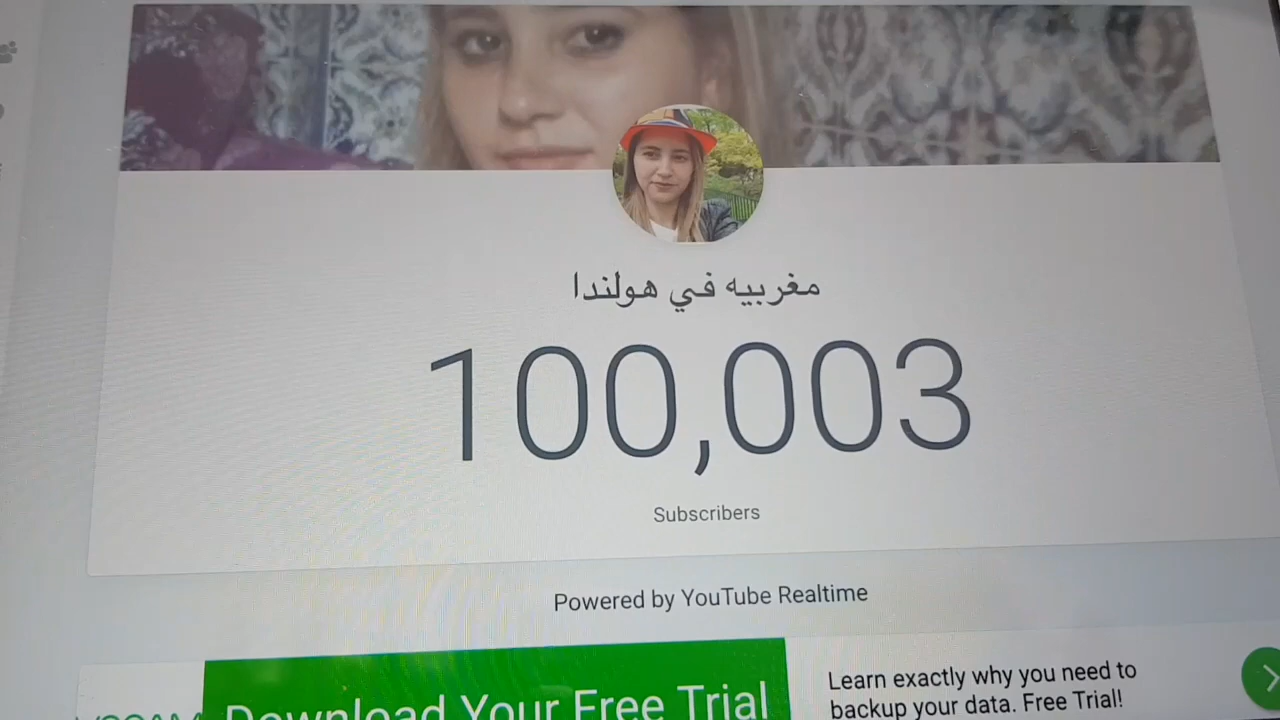 مغربيه في هولندا
100,003
Subscribers
Powered by YouTube Realtime
Download Your Free Trial
Learn exactly why you need to
backup your data. Free Trial!